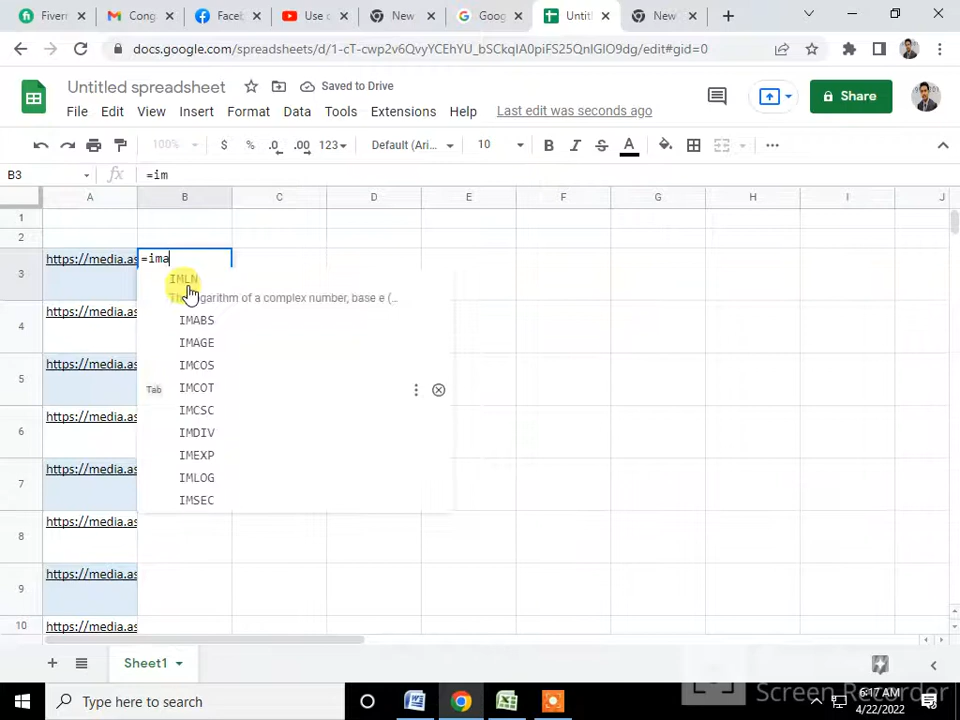 Fiverr
Cong
Faceb
Use c
New
Goog
Untitl
New
docs.google.com/spreadsheets/d/1-cT-cwp2v6QvyYCEhYU_bSCkqIA0piFS25QnIGIO9dg/edit#gid=0
Untitled spreadsheet
Saved to Drive
File Edit View Insert Format Data Tools Extensions Help Last edit was seconds ago
Share
100% $ % .0 .00 123 Default (Ari... 10 B I S A
B3 fx =im
A B C D E F G H I J
1
2
3 https://media.as =ima
IMLN
arithm of a complex number, base e (...
4 https://media.as IMABS
IMAGE
5 https://media.as IMCOS
Tab IMCOT
IMCSC
6 https://media.as IMDIV
IMEXP
7 https://media.as IMLOG
IMSEC
8 https://media.as
9 https://media.as
10 https://media.as
Sheet1
Screen Recorder
Type here to search
6:17 AM
4/22/2022